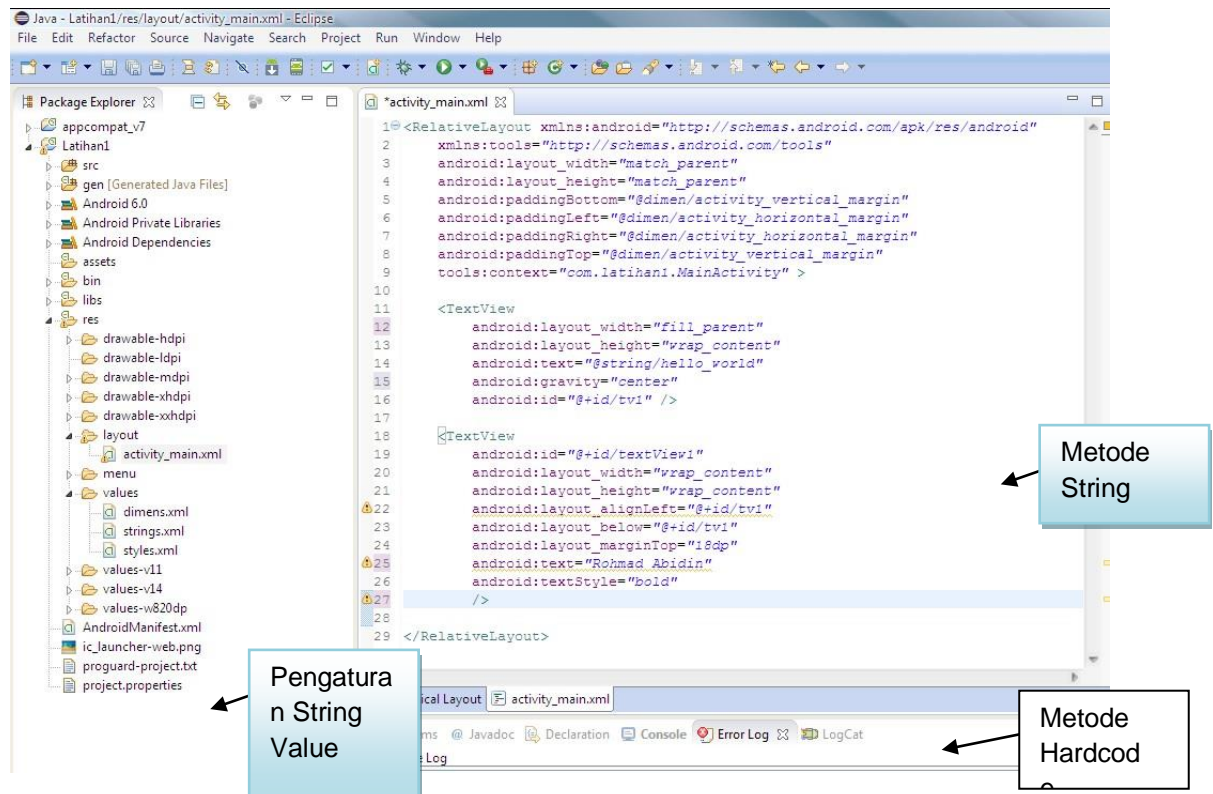 Java - Latihan1/res/layout/activity_main.xml - Eclipse
File Edit Refactor Source Navigate Search Project Run Window Help
Package Explorer
appcompat_v7
Latihan1
src
gen [Generated Java Files]
Android 6.0
Android Private Libraries
Android Dependencies
assets
bin
libs
res
drawable-hdpi
drawable-ldpi
drawable-mdpi
drawable-xhdpi
drawable-xxhdpi
layout
activity_main.xml
menu
values
dimens.xml
strings.xml
styles.xml
values-v11
values-v14
values-w820dp
AndroidManifest.xml
ic_launcher-web.png
proguard-project.txt
project.properties
*activity_main.xml
1 <RelativeLayout xmlns:android="http://schemas.android.com/apk/res/android"
2 xmlns:tools="http://schemas.android.com/tools"
3 android:layout_width="match_parent"
4 android:layout_height="match_parent"
5 android:paddingBottom="@dimen/activity_vertical_margin"
6 android:paddingLeft="@dimen/activity_horizontal_margin"
7 android:paddingRight="@dimen/activity_horizontal_margin"
8 android:paddingTop="@dimen/activity_vertical_margin"
9 tools:context="com.latihan1.MainActivity" >
10
11 <TextView
12 android:layout_width="fill_parent"
13 android:layout_height="wrap_content"
14 android:text="@string/hello_world"
15 android:gravity="center"
16 android:id="@+id/tv1" />
17
18 <TextView
19 android:id="@+id/textView1"
20 android:layout_width="wrap_content"
21 android:layout_height="wrap_content"
22 android:layout_alignLeft="@+id/tv1"
23 android:layout_below="@+id/tv1"
24 android:layout_marginTop="18dp"
25 android:text="Rohmad Abidin"
26 android:textStyle="bold"
27 />
28
29 </RelativeLayout>
Metode
String
Pengatura
n String
Value
ical Layout activity_main.xml
ms @ Javadoc Declaration Console Error Log LogCat
Log
Metode
Hardcod